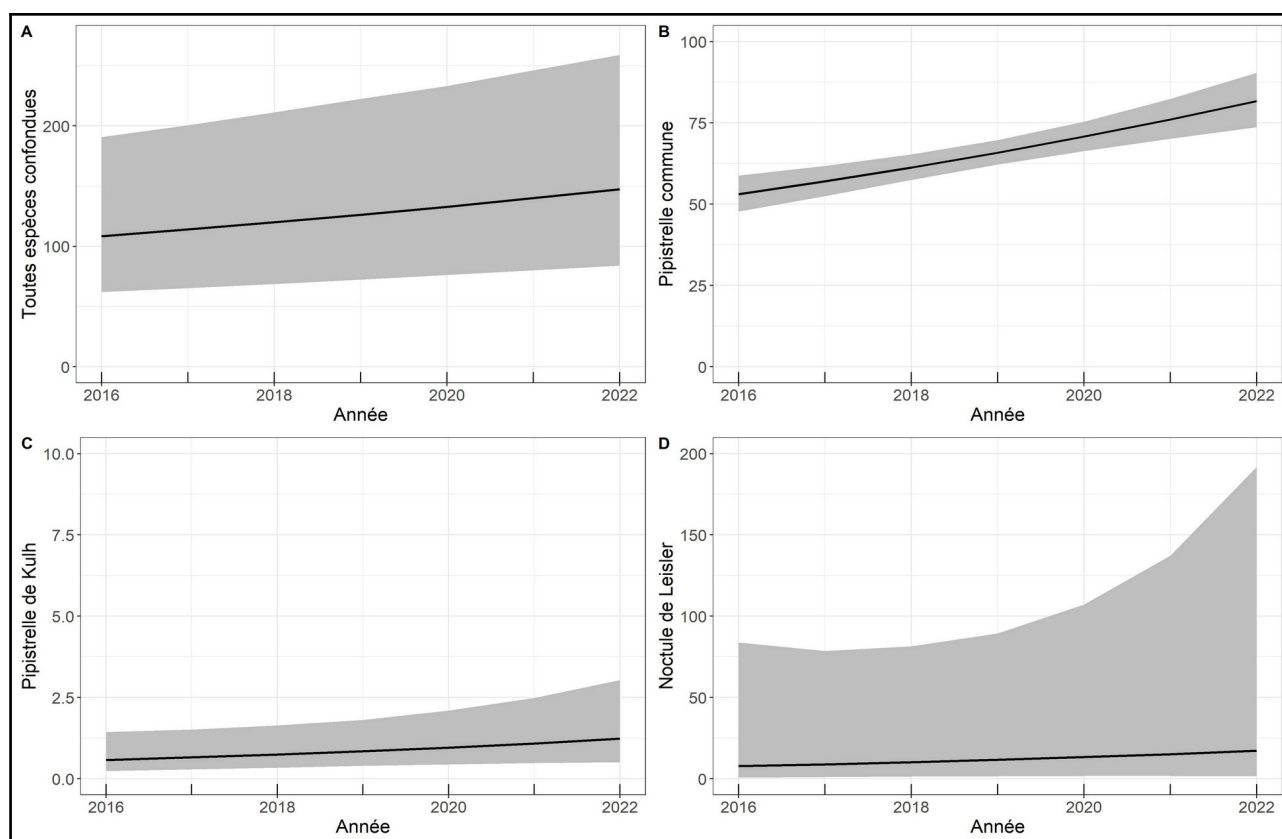 A
Toutes espèces confondues
200
100
0
2016 2018 2020 2022
Année
B
Pipistrelle commune
100
75
50
25
0
2016 2018 2020 2022
Année
C
Pipistrelle de Kulh
10.0
7.5
5.0
2.5
0.0
2016 2018 2020 2022
Année
D
Noctule de Leisler
200
150
100
50
0
2016 2018 2020 2022
Année